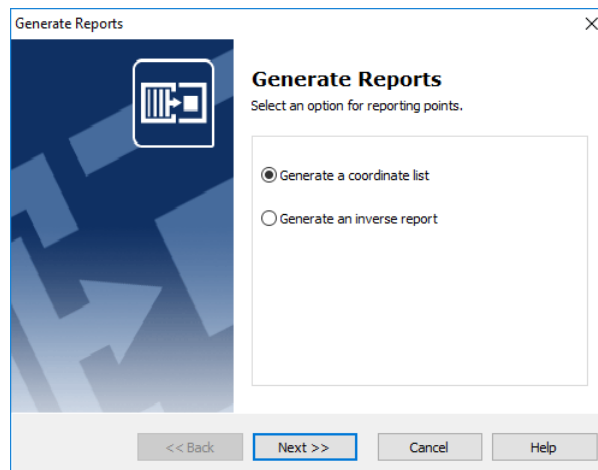 Generate Reports
Generate Reports
Select an option for reporting points.
Generate a coordinate list
Generate an inverse report
<< Back Next >> Cancel Help